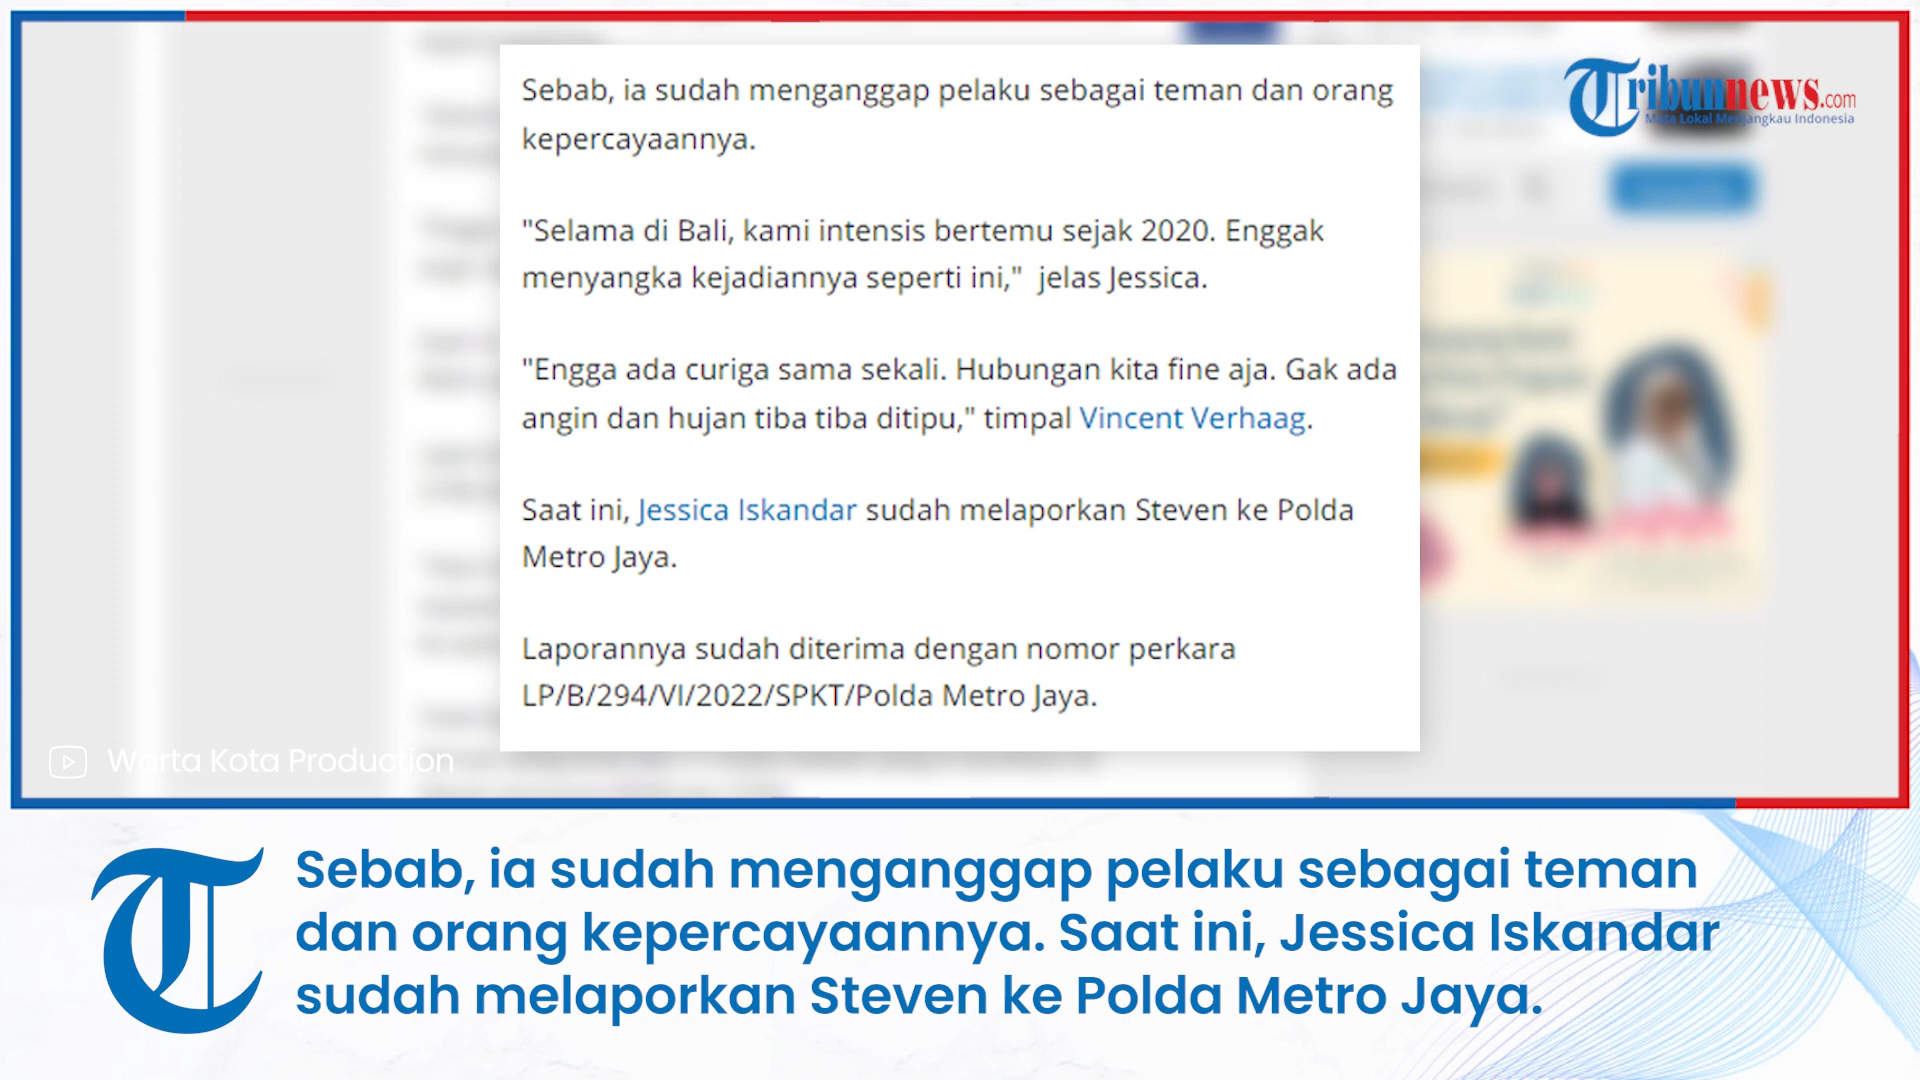 Sebab, ia sudah menganggap pelaku sebagai teman dan orang
kepercayaannya.
"Selama di Bali, kami intensis bertemu sejak 2020. Enggak
menyangka kejadiannya seperti ini,"  jelas Jessica.
"Engga ada curiga sama sekali. Hubungan kita fine aja. Gak ada
angin dan hujan tiba tiba ditipu," timpal Vincent Verhaag.
Saat ini, Jessica Iskandar sudah melaporkan Steven ke Polda
Metro Jaya.
Laporannya sudah diterima dengan nomor perkara
LP/B/294/VI/2022/SPKT/Polda Metro Jaya.
Tribunnews.com
Mata Lokal Menjangkau Indonesia
Warta Kota Production
Sebab, ia sudah menganggap pelaku sebagai teman
dan orang kepercayaannya. Saat ini, Jessica Iskandar
sudah melaporkan Steven ke Polda Metro Jaya.